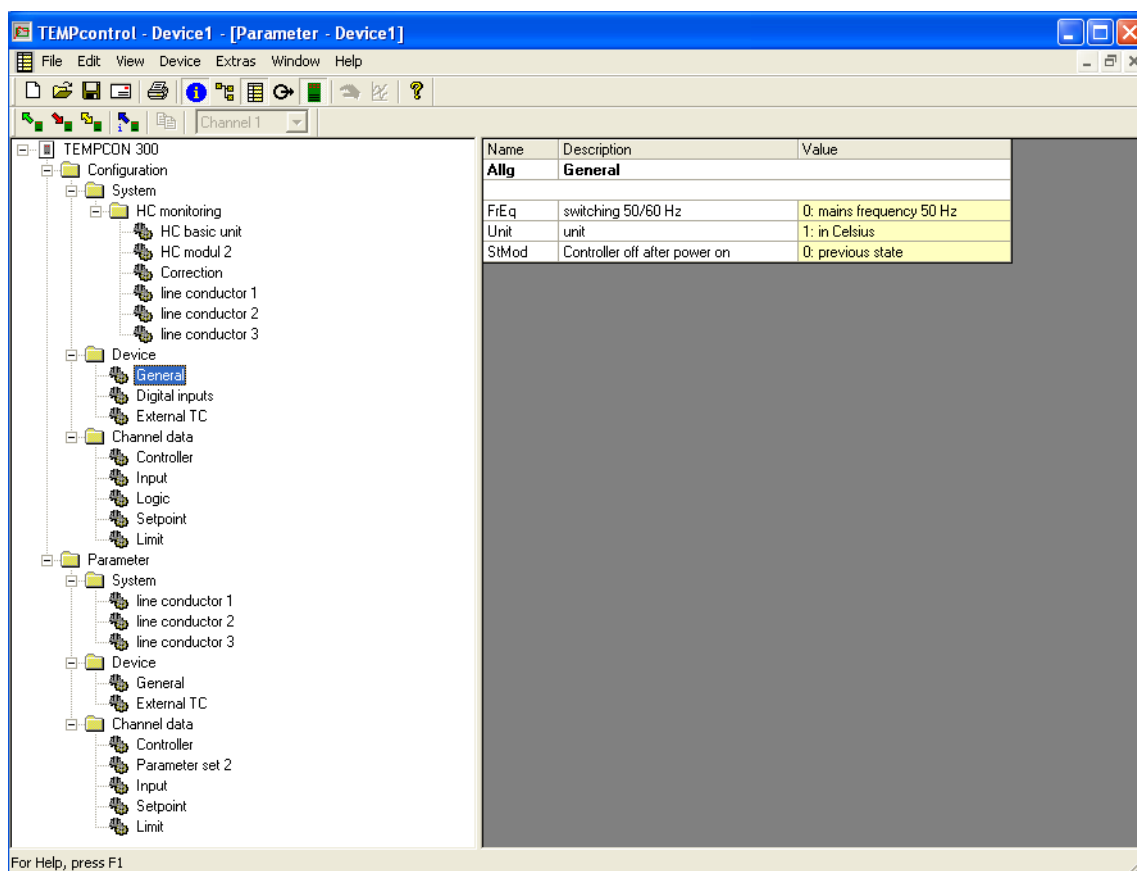 TEMPcontrol - Device1 - [Parameter - Device1]
File Edit View Device Extras Window Help
Channel 1
TEMPCON 300
Configuration
System
HC monitoring
HC basic unit
HC modul 2
Correction
line conductor 1
line conductor 2
line conductor 3
Device
General
Digital inputs
External TC
Channel data
Controller
Input
Logic
Setpoint
Limit
Parameter
System
line conductor 1
line conductor 2
line conductor 3
Device
General
External TC
Channel data
Controller
Parameter set 2
Input
Setpoint
Limit
Name Description Value
Allg General
FrEq switching 50/60 Hz 0: mains frequency 50 Hz
Unit unit 1: in Celsius
StMod Controller off after power on 0: previous state
For Help, press F1